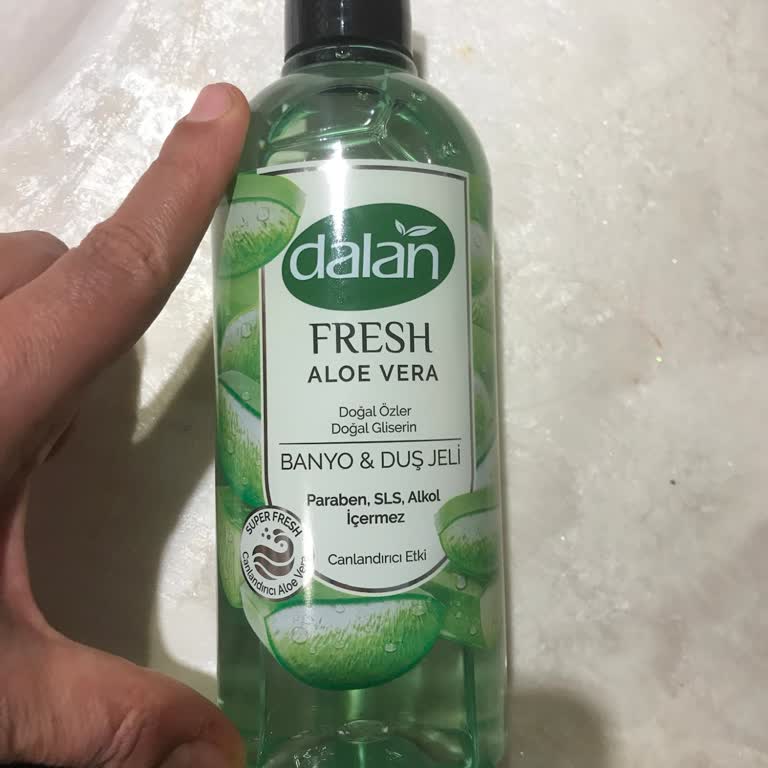 dalan
FRESH
ALOE VERA
Doğal Özler
Doğal Gliserin
BANYO & DUŞ JELİ
Paraben, SLS, Alkol
İçermez
Canlandırıcı Etki
SUPER FRESH
Canlandırıcı Aloe Vera